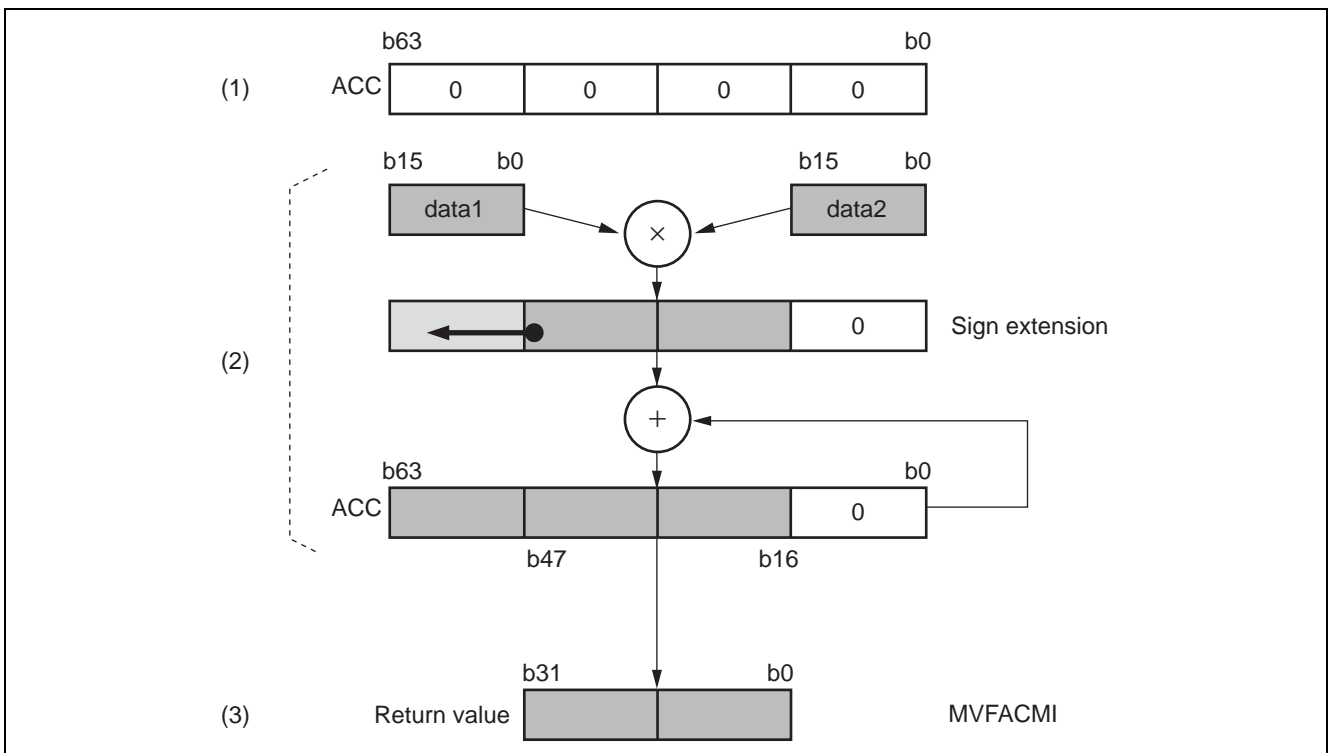 b63 b0
(1) ACC 0 0 0 0
b15 b0 b15 b0
data1 × data2
0 Sign extension
(2)
+
b63 b0
ACC 0
b47 b16
b31 b0
(3) Return value MVFACMI